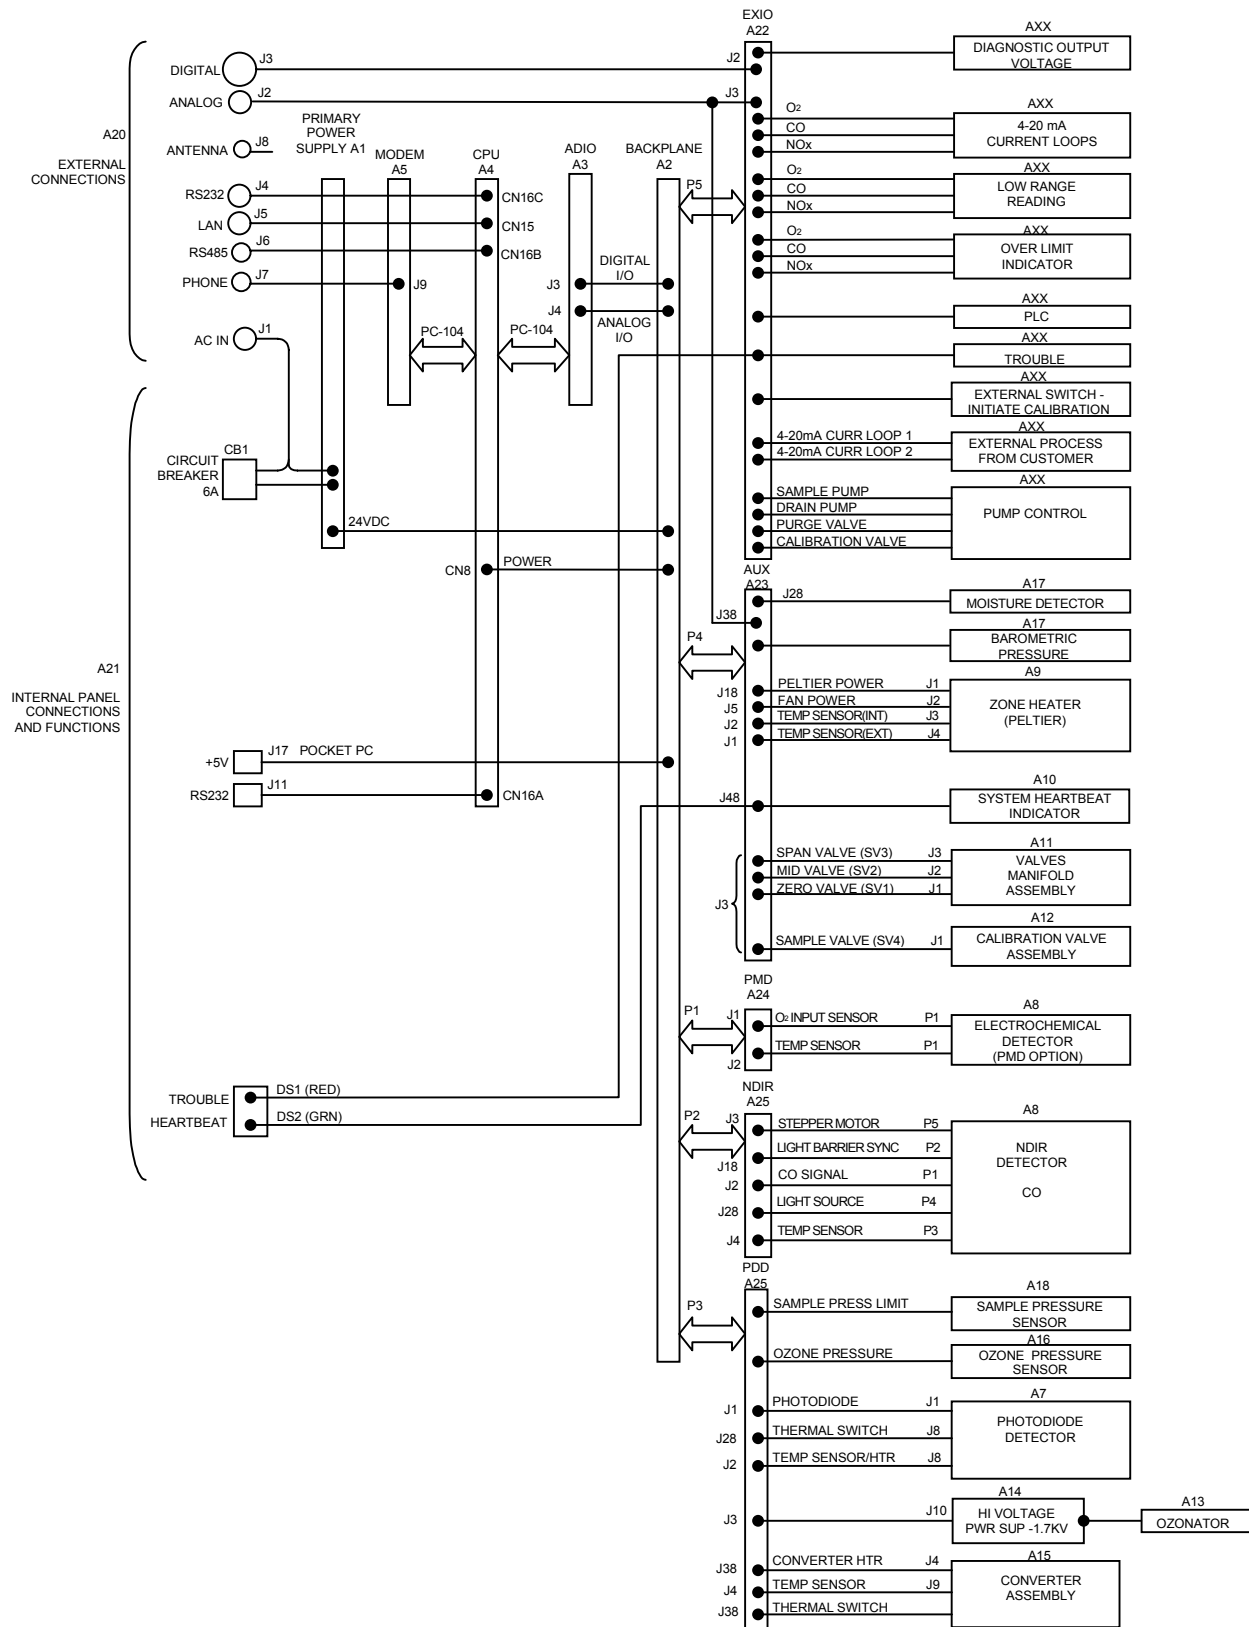 EXIO
A22
AXX
DIAGNOSTIC OUTPUT
VOLTAGE
J3
J2
DIGITAL
J2
J3
ANALOG
O2
AXX
CO
4-20 mA
CURRENT LOOPS
NOx
A20
EXTERNAL
CONNECTIONS
J8
ANTENNA
PRIMARY
POWER
SUPPLY A1
MODEM
A5
CPU
A4
ADIO
A3
BACKPLANE
A2
P5
O2
AXX
CO
LOW RANGE
READING
NOx
J4
RS232
CN16C
J5
LAN
CN15
J6
RS485
CN16B
O2
AXX
CO
OVER LIMIT
INDICATOR
NOx
J7
PHONE
J9
DIGITAL
I/O
J3
J4
ANALOG
I/O
AXX
PLC
J1
AC IN
PC-104
PC-104
AXX
TROUBLE
AXX
EXTERNAL SWITCH -
INITIATE CALIBRATION
4-20mA CURR LOOP 1
4-20mA CURR LOOP 2
AXX
EXTERNAL PROCESS
FROM CUSTOMER
CB1
CIRCUIT
BREAKER
6A
AXX
SAMPLE PUMP
DRAIN PUMP
PURGE VALVE
CALIBRATION VALVE
PUMP CONTROL
24VDC
CN8
POWER
AUX
A23
J28
A17
MOISTURE DETECTOR
J38
A17
BAROMETRIC
PRESSURE
P4
A21
INTERNAL PANEL
CONNECTIONS
AND FUNCTIONS
A9
J18
PELTIER POWER
J1
J5
FAN POWER
J2
J2
TEMP SENSOR(INT)
J3
J1
TEMP SENSOR(EXT)
J4
ZONE HEATER
(PELTIER)
J17
POCKET PC
+5V
J11
RS232
CN16A
J48
A10
SYSTEM HEARTBEAT
INDICATOR
A11
SPAN VALVE (SV3)
J3
MID VALVE (SV2)
J2
ZERO VALVE (SV1)
J1
VALVES
MANIFOLD
ASSEMBLY
J3
A12
SAMPLE VALVE (SV4)
J1
CALIBRATION VALVE
ASSEMBLY
PMD
A24
P1
J1
O2 INPUT SENSOR
P1
J2
TEMP SENSOR
P1
A8
ELECTROCHEMICAL
DETECTOR
(PMD OPTION)
TROUBLE
DS1 (RED)
HEARTBEAT
DS2 (GRN)
NDIR
A25
P2
J3
STEPPER MOTOR
P5
J18
LIGHT BARRIER SYNC
P2
J2
CO SIGNAL
P1
J28
LIGHT SOURCE
P4
J4
TEMP SENSOR
P3
A8
NDIR
DETECTOR
CO
PDD
A25
P3
SAMPLE PRESS LIMIT
A18
SAMPLE PRESSURE
SENSOR
OZONE PRESSURE
A16
OZONE PRESSURE
SENSOR
A7
J1
PHOTODIODE
J1
J28
THERMAL SWITCH
J8
J2
TEMP SENSOR/HTR
J8
PHOTODIODE
DETECTOR
J3
J10
A14
HI VOLTAGE
PWR SUP -1.7KV
A13
OZONATOR
J38
CONVERTER HTR
J4
J4
TEMP SENSOR
J9
J38
THERMAL SWITCH
A15
CONVERTER
ASSEMBLY